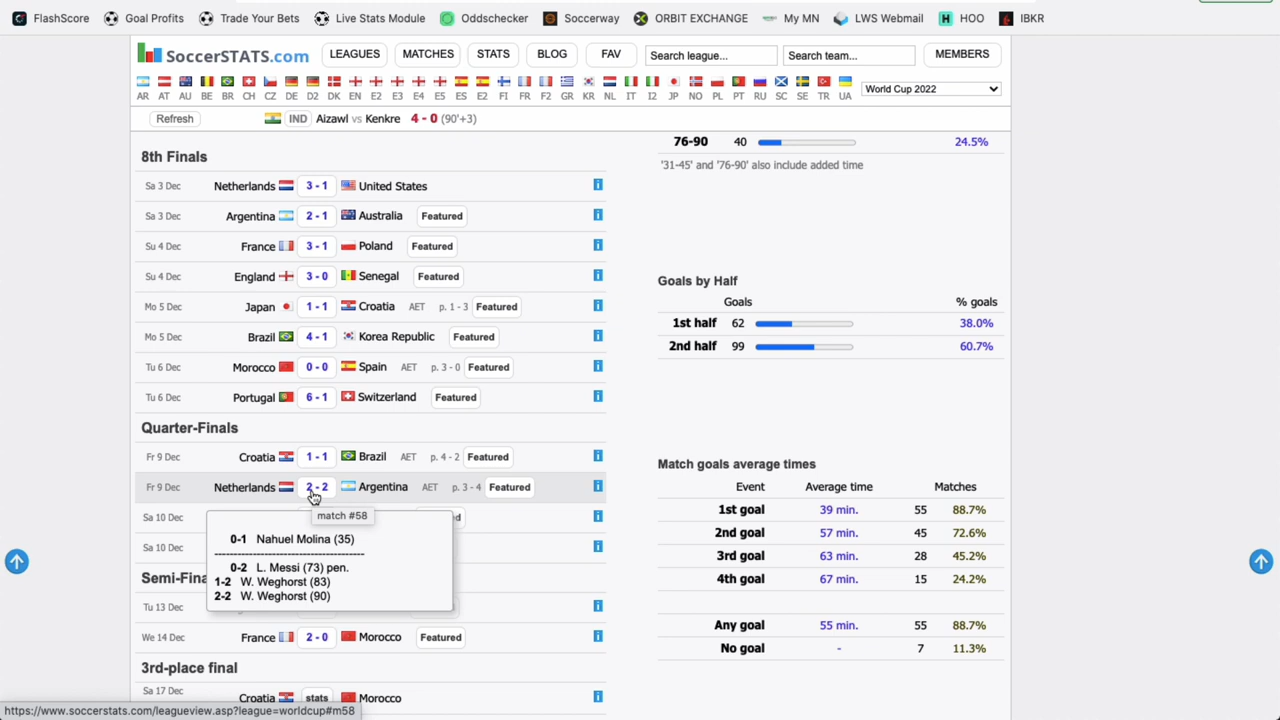 FlashScore Goal Profits Trade Your Bets Live Stats Module Oddschecker Soccerway ORBIT EXCHANGE My MN LWS Webmail HOO IBKR
SoccerSTATS.com LEAGUES MATCHES STATS BLOG FAV Search league... Search team... MEMBERS
AR AT AU BE BR CH CZ DE D2 DK EN E2 E3 E4 E5 ES E2 FI FR F2 GR KR NL IT I2 JP NO PL PT RU SC SE TR UA World Cup 2022
Refresh IND Aizawl vs Kenkre 4 - 0 (90'+3)
8th Finals
Sa 3 Dec Netherlands 3 - 1 United States
Sa 3 Dec Argentina 2 - 1 Australia Featured
Su 4 Dec France 3 - 1 Poland Featured
Su 4 Dec England 3 - 0 Senegal Featured
Mo 5 Dec Japan 1 - 1 Croatia AET p. 1 - 3 Featured
Mo 5 Dec Brazil 4 - 1 Korea Republic Featured
Tu 6 Dec Morocco 0 - 0 Spain AET p. 3 - 0 Featured
Tu 6 Dec Portugal 6 - 1 Switzerland Featured
Quarter-Finals
Fr 9 Dec Croatia 1 - 1 Brazil AET p. 4 - 2 Featured
Fr 9 Dec Netherlands 2 - 2 Argentina AET p. 3 - 4 Featured
match #58
Sa 10 Dec
0-1 Nahuel Molina (35)
--------------------------------------
0-2 L. Messi (73) pen.
1-2 W. Weghorst (83)
2-2 W. Weghorst (90)
Sa 10 Dec
Semi-Fina
Tu 13 Dec
We 14 Dec France 2 - 0 Morocco Featured
3rd-place final
Sa 17 Dec Croatia stats Morocco
76-90 40 24.5%
'31-45' and '76-90' also include added time
Goals by Half
Goals % goals
1st half 62 38.0%
2nd half 99 60.7%
Match goals average times
Event Average time Matches
1st goal 39 min. 55 88.7%
2nd goal 57 min. 45 72.6%
3rd goal 63 min. 28 45.2%
4th goal 67 min. 15 24.2%
Any goal 55 min. 55 88.7%
No goal - 7 11.3%
https://www.soccerstats.com/leagueview.asp?league=worldcup#m58